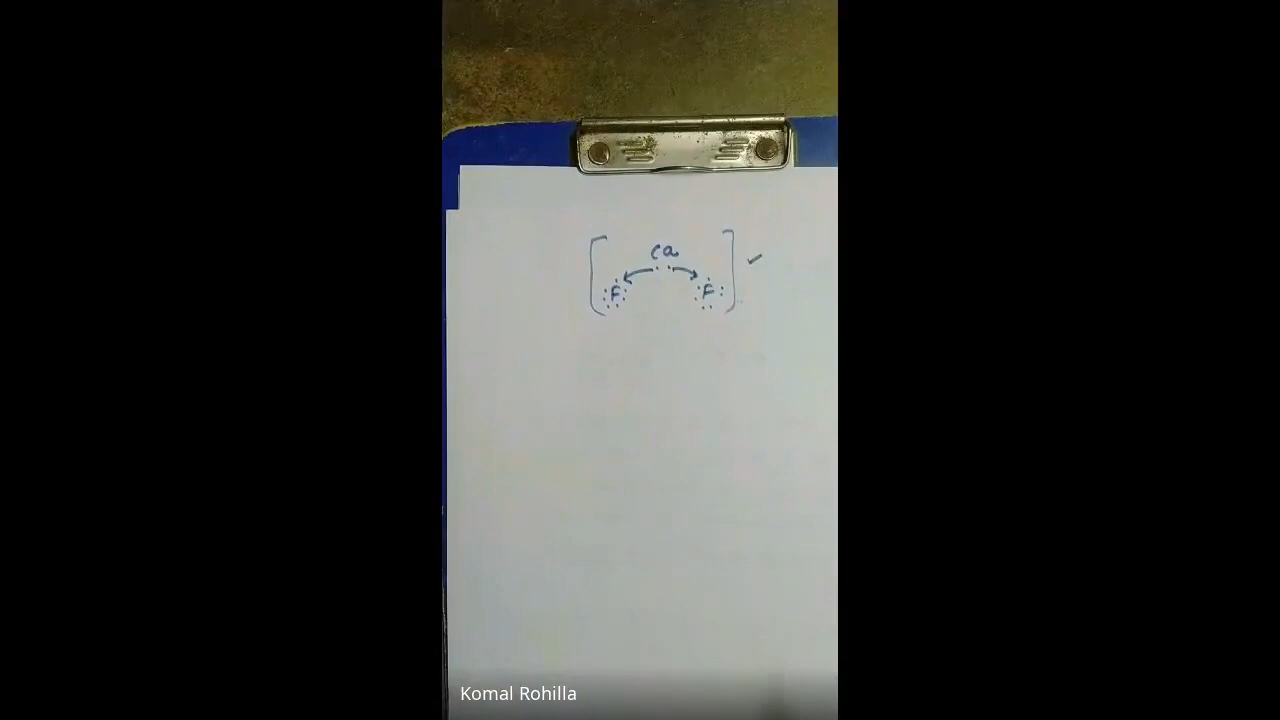 [ Ca ] ✓
F F
Komal Rohilla